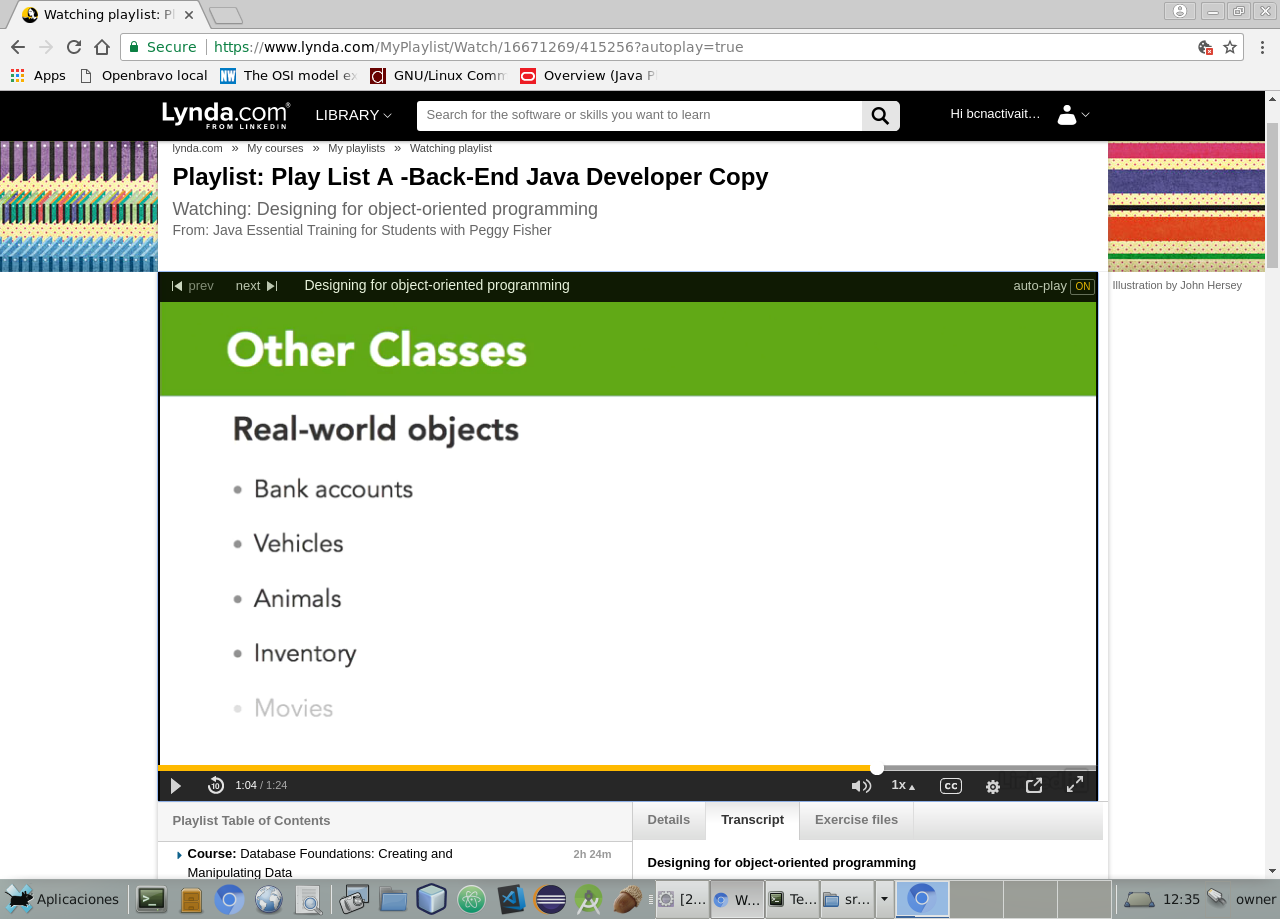 Watching playlist: Pl
Secure https://www.lynda.com/MyPlaylist/Watch/16671269/415256?autoplay=true
Apps Openbravo local The OSI model ex GNU/Linux Comm Overview (Java Pl
Lynda.com LIBRARY Search for the software or skills you want to learn Hi bcnactivait...
FROM LINKEDIN
lynda.com » My courses » My playlists » Watching playlist
Playlist: Play List A -Back-End Java Developer Copy
Watching: Designing for object-oriented programming
From: Java Essential Training for Students with Peggy Fisher
prev next Designing for object-oriented programming auto-play ON
Illustration by John Hersey
Other Classes
Real-world objects
• Bank accounts
• Vehicles
• Animals
• Inventory
• Movies
10 1:04 / 1:24 1x CC
Playlist Table of Contents
Details Transcript Exercise files
Course: Database Foundations: Creating and 2h 24m
Manipulating Data
Designing for object-oriented programming
Aplicaciones [2... W... Te... sr... 12:35 owner